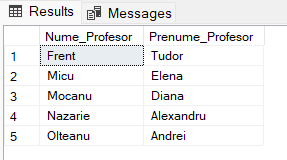 Results Messages
Nume_Profesor Prenume_Profesor
1 Frent Tudor
2 Micu Elena
3 Mocanu Diana
4 Nazarie Alexandru
5 Olteanu Andrei